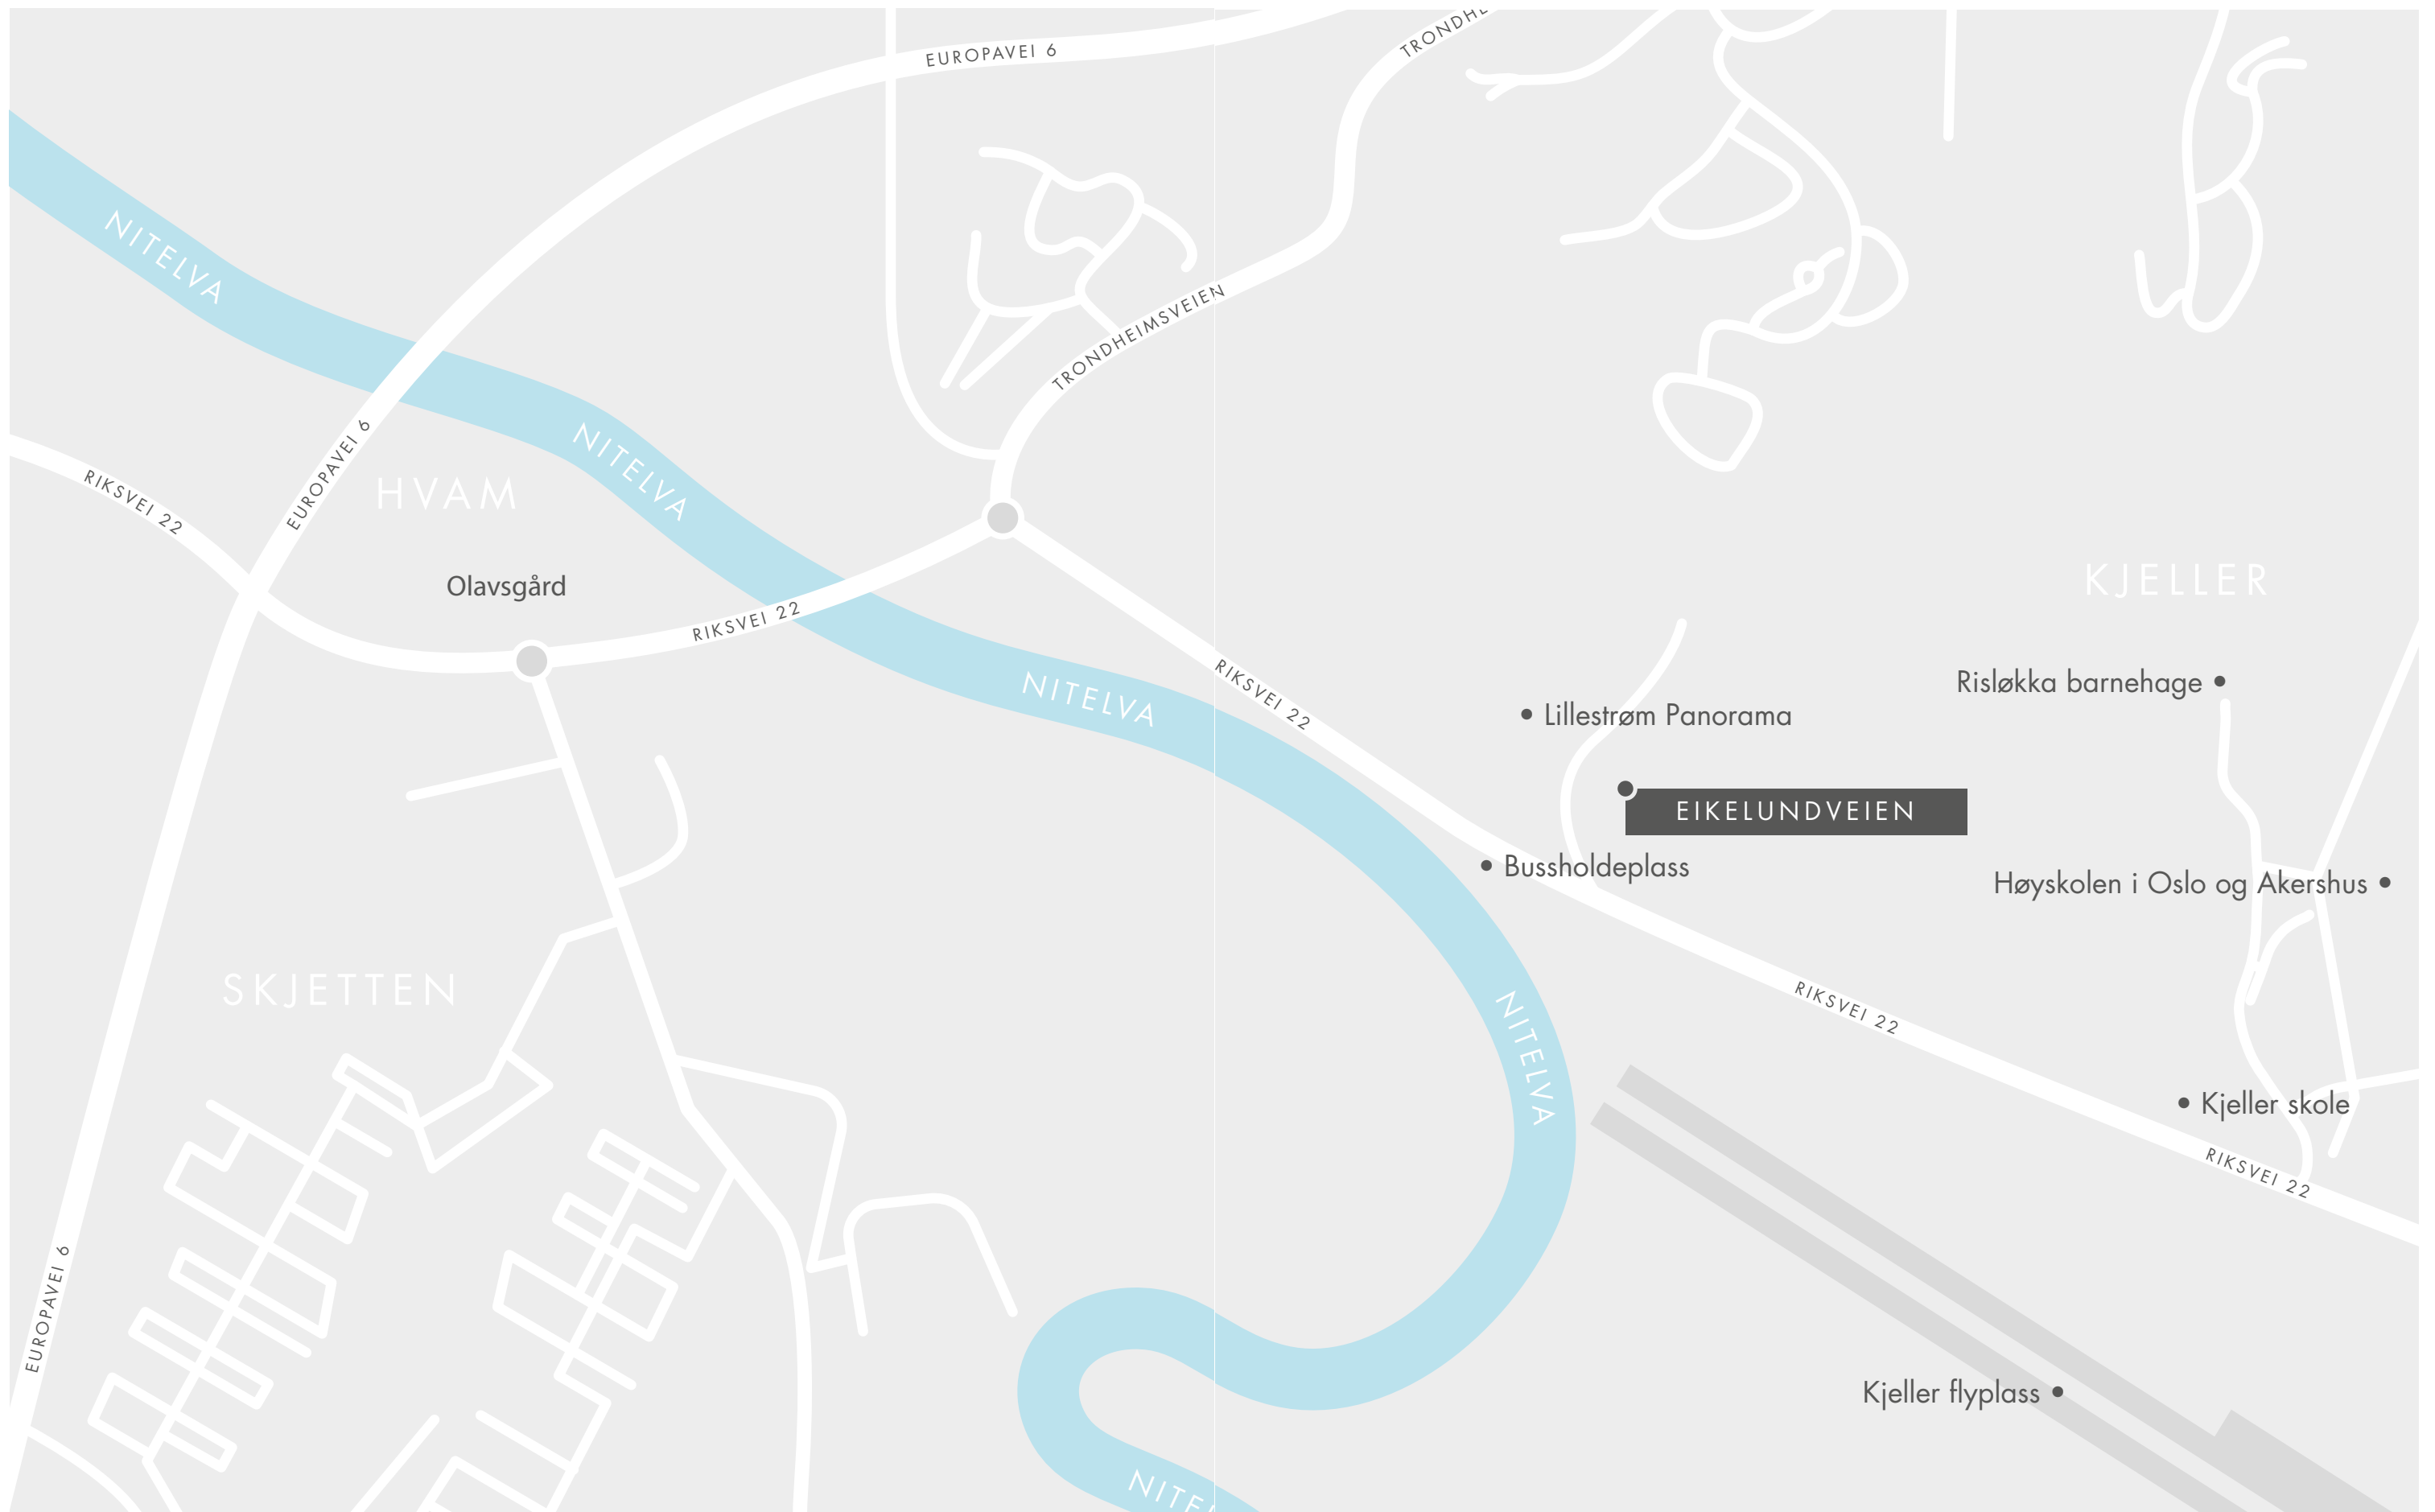 EUROPAVEI 6
TRONDHE
NITELVA
TRONDHEIMSVEIEN
EUROPAVEI 6
NITELVA
RIKSVEI 22
HVAM
KJELLER
Olavsgård
RIKSVEI 22
NITELVA
RIKSVEI 22
Risløkka barnehage
Lillestrøm Panorama
EIKELUNDVEIEN
Bussholdeplass
Høyskolen i Oslo og Akershus
SKJETTEN
NITELVA
RIKSVEI 22
Kjeller skole
RIKSVEI 22
EUROPAVEI 6
Kjeller flyplass
NITEL